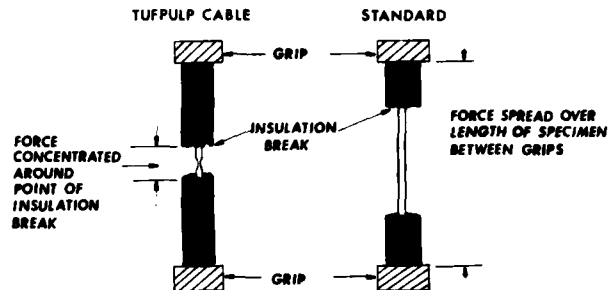 TUFPULP CABLE
STANDARD
GRIP
INSULATION
BREAK
FORCE
CONCENTRATED
AROUND
POINT OF
INSULATION
BREAK
FORCE SPREAD OVER
LENGTH OF SPECIMEN
BETWEEN GRIPS
GRIP